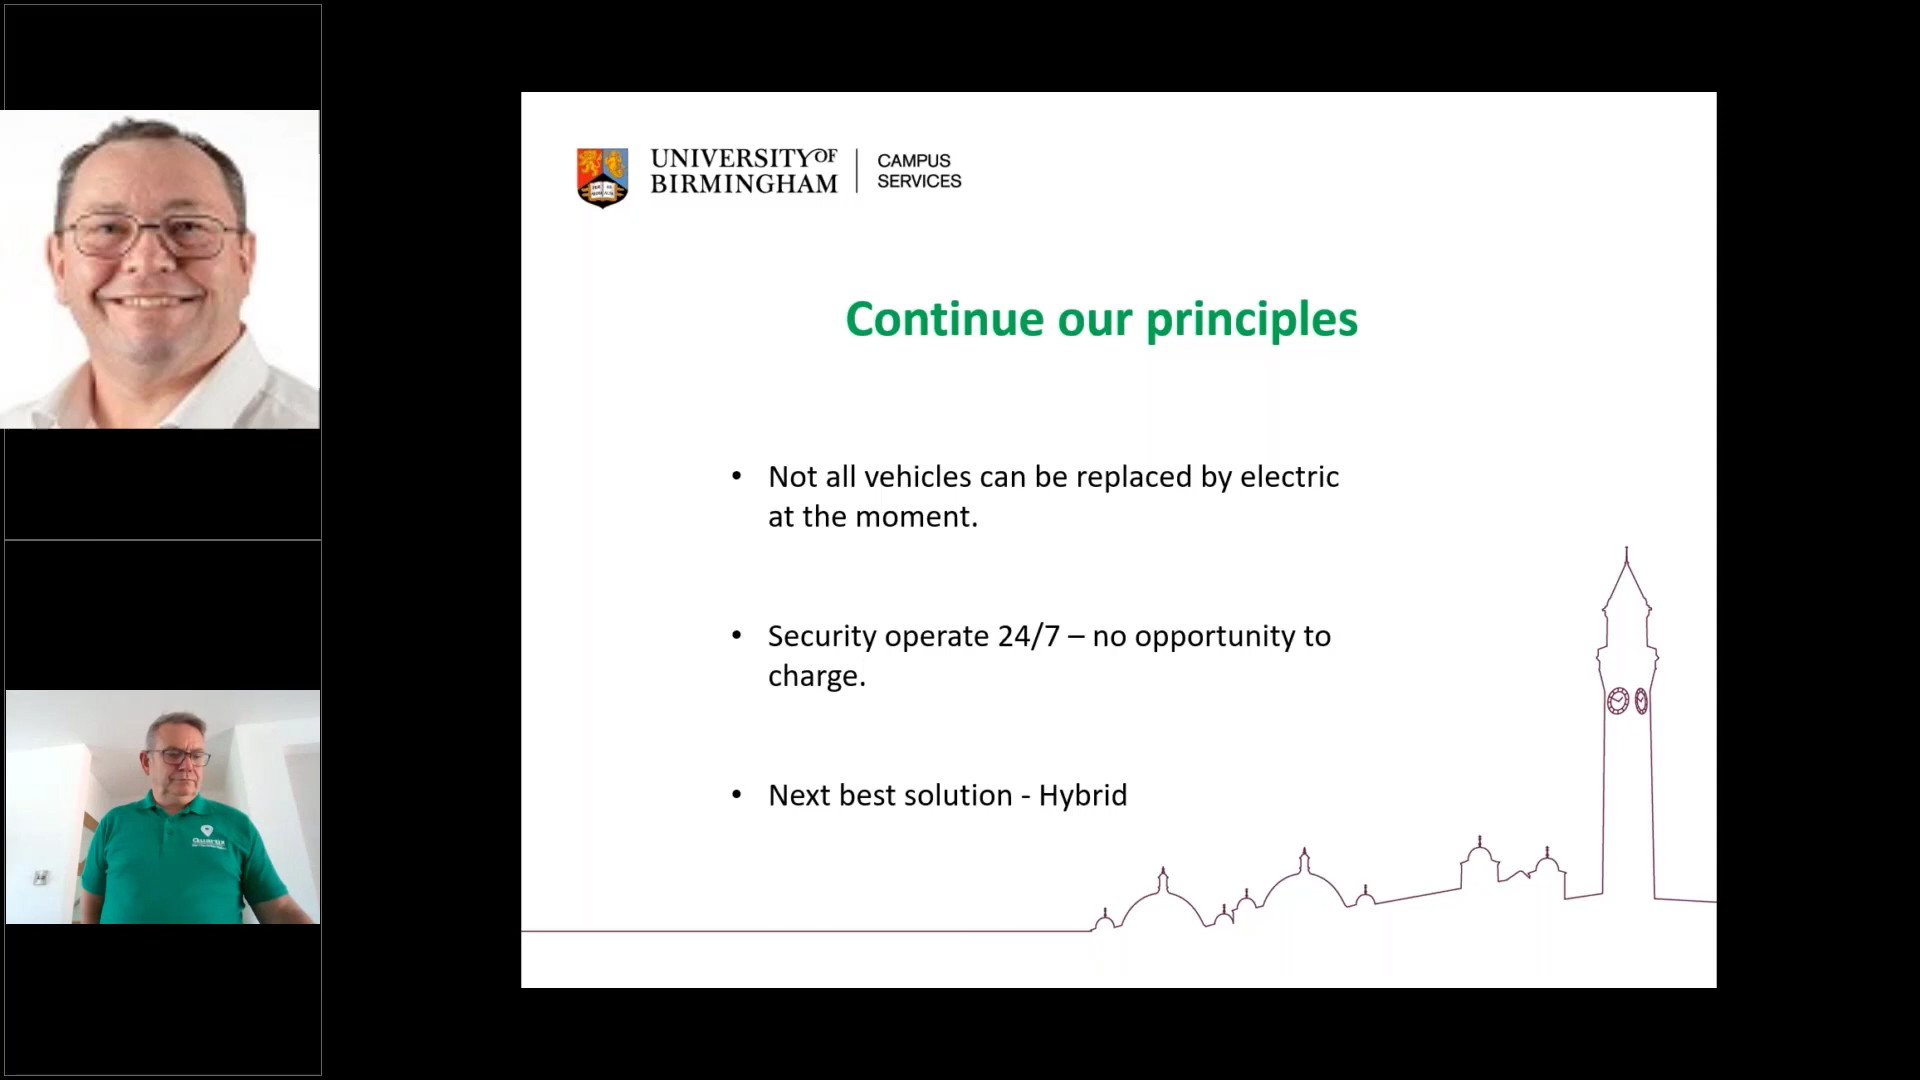 UNIVERSITY OF
BIRMINGHAM
CAMPUS
SERVICES
Continue our principles
• Not all vehicles can be replaced by electric
at the moment.
• Security operate 24/7 – no opportunity to
charge.
• Next best solution - Hybrid